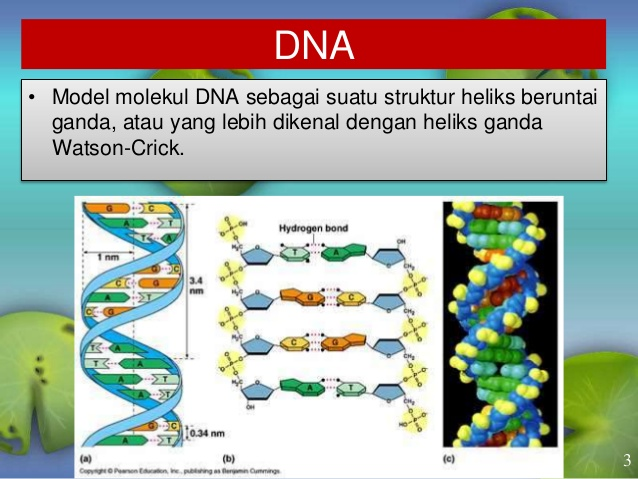 DNA
• Model molekul DNA sebagai suatu struktur heliks beruntai
ganda, atau yang lebih dikenal dengan heliks ganda
Watson-Crick.
G C
A T
T A
1 nm
G C
C G
A T
C G
3.4
nm
T A
A T
A T
G C
0.34 nm
A T
(a)
Hydrogen bond
T A
G C
C G
A T
OH
HO
(b)
(c)
Copyright © Pearson Education, Inc., publishing as Benjamin Cummings.
3